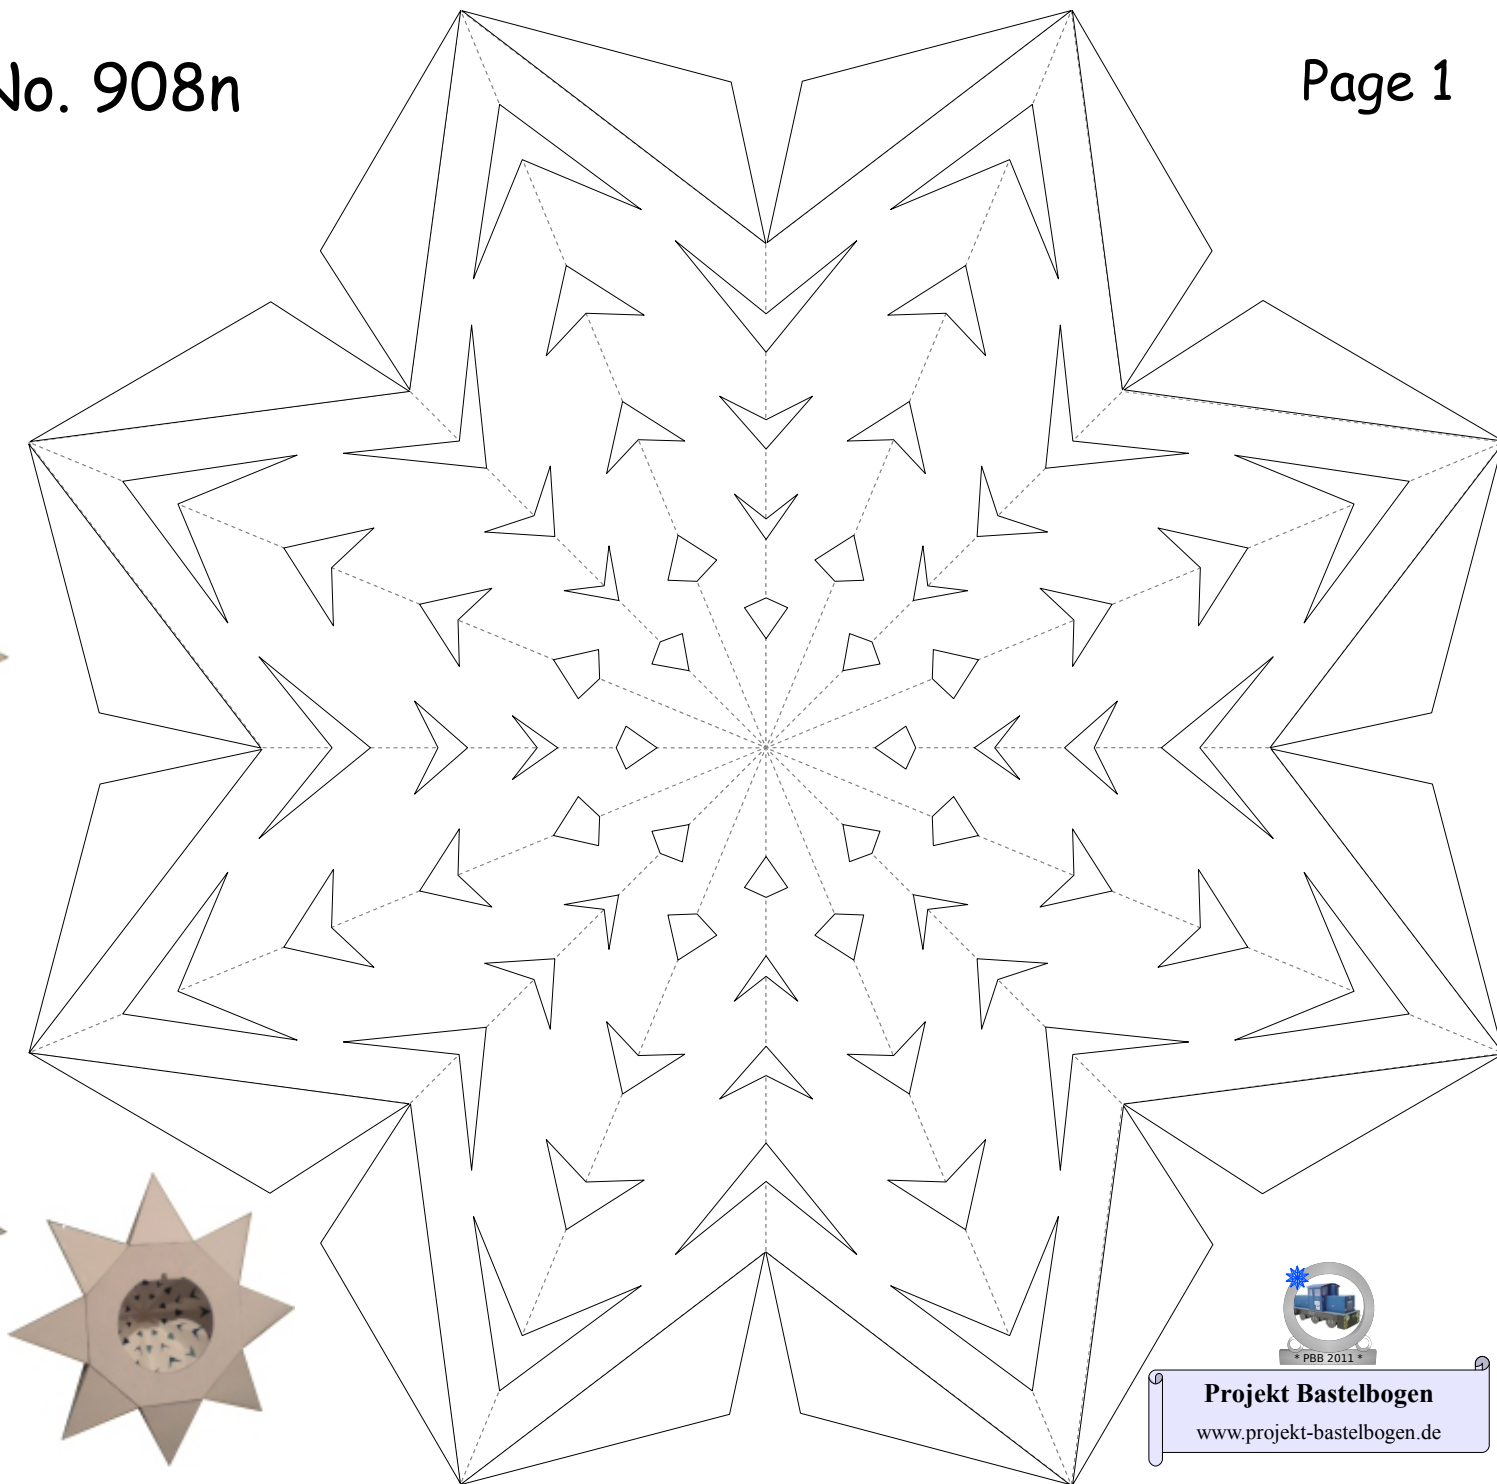 No. 908n
Page 1
* PBB 2011 *
Projekt Bastelbogen
www.projekt-bastelbogen.de